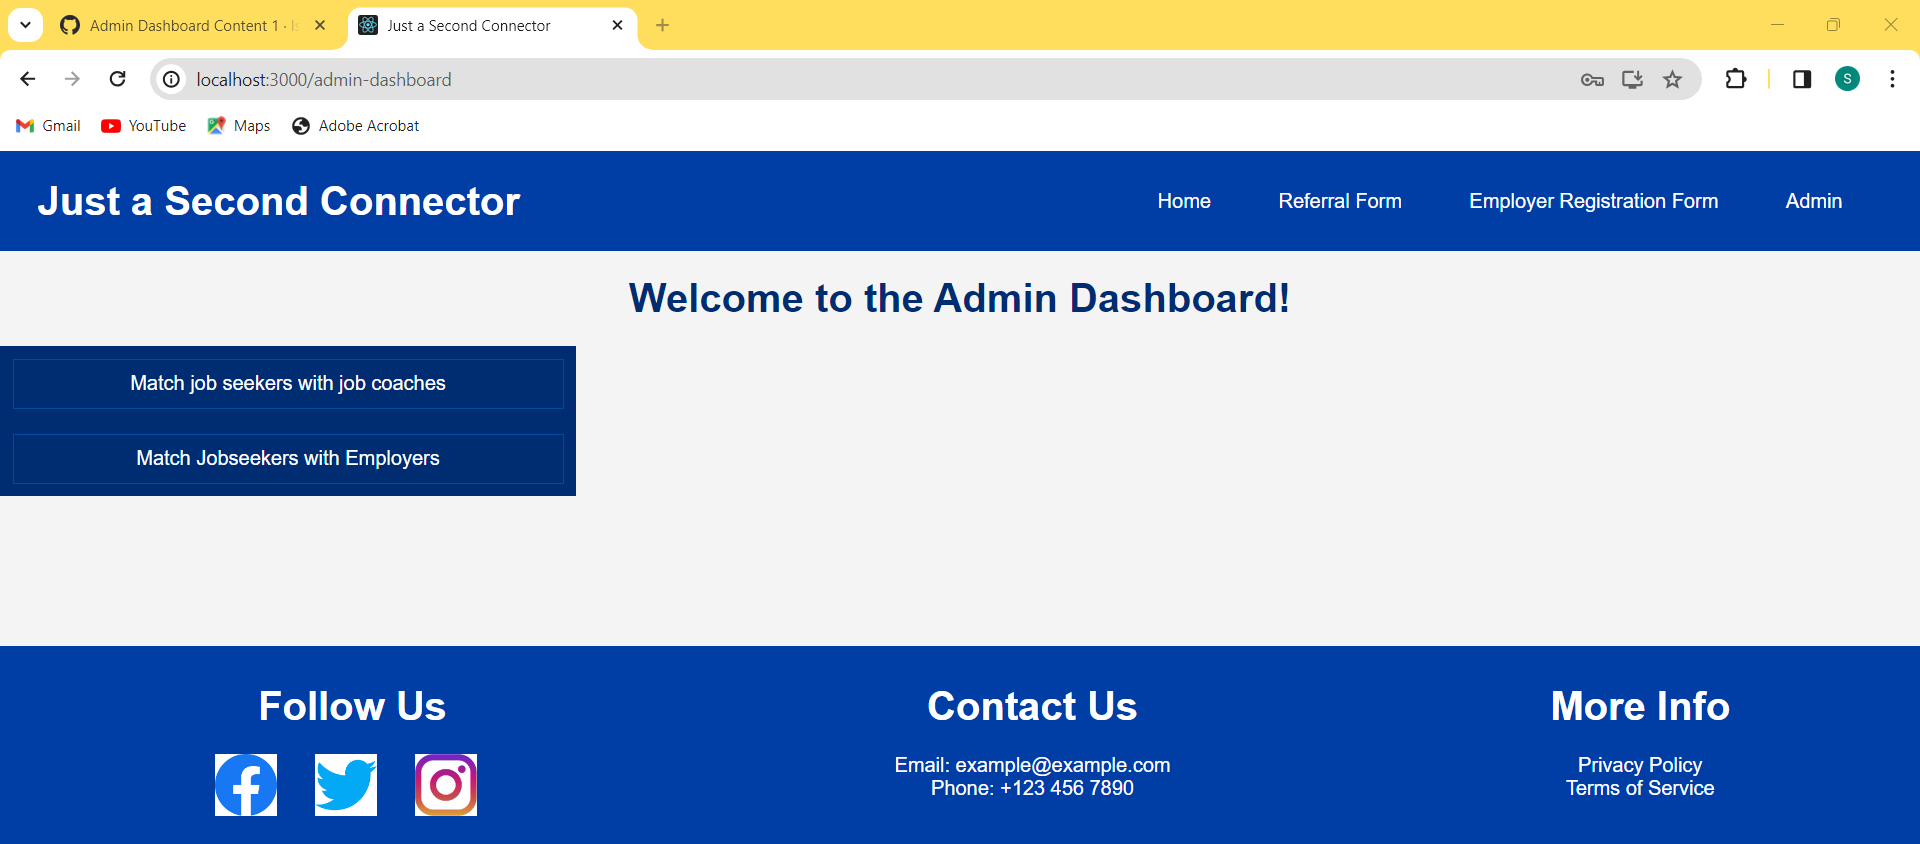 Admin Dashboard Content 1 ·
Just a Second Connector
localhost:3000/admin-dashboard
S
Gmail YouTube Maps Adobe Acrobat
Just a Second Connector Home Referral Form Employer Registration Form Admin
Welcome to the Admin Dashboard!
Match job seekers with job coaches
Match Jobseekers with Employers
Follow Us Contact Us More Info
Email: example@example.com Privacy Policy
Phone: +123 456 7890 Terms of Service